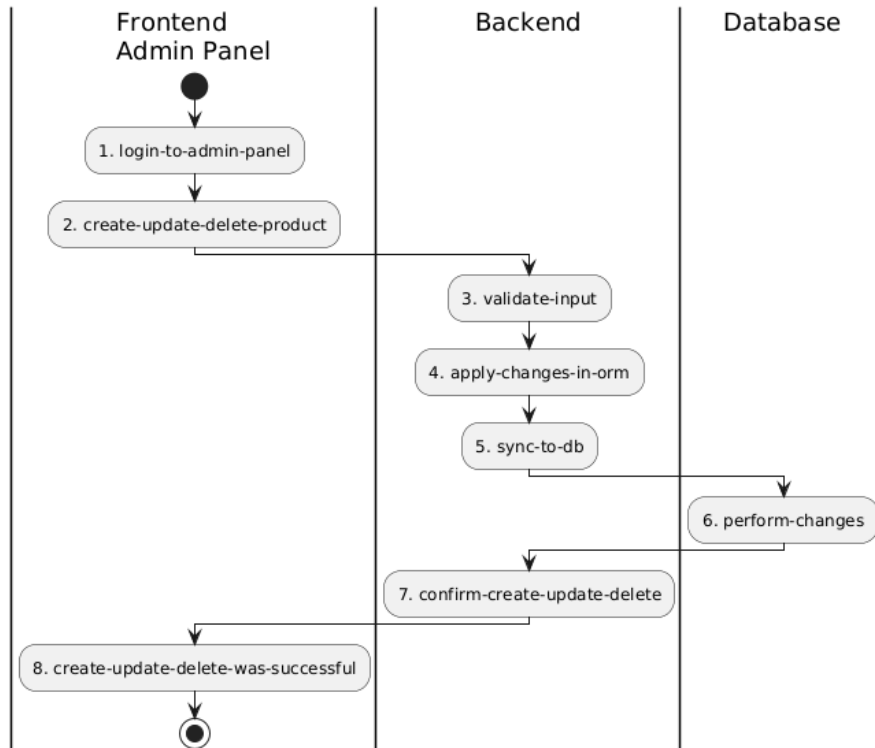 Frontend
Admin Panel
Backend
Database
1. login-to-admin-panel
2. create-update-delete-product
3. validate-input
4. apply-changes-in-orm
5. sync-to-db
6. perform-changes
7. confirm-create-update-delete
8. create-update-delete-was-successful